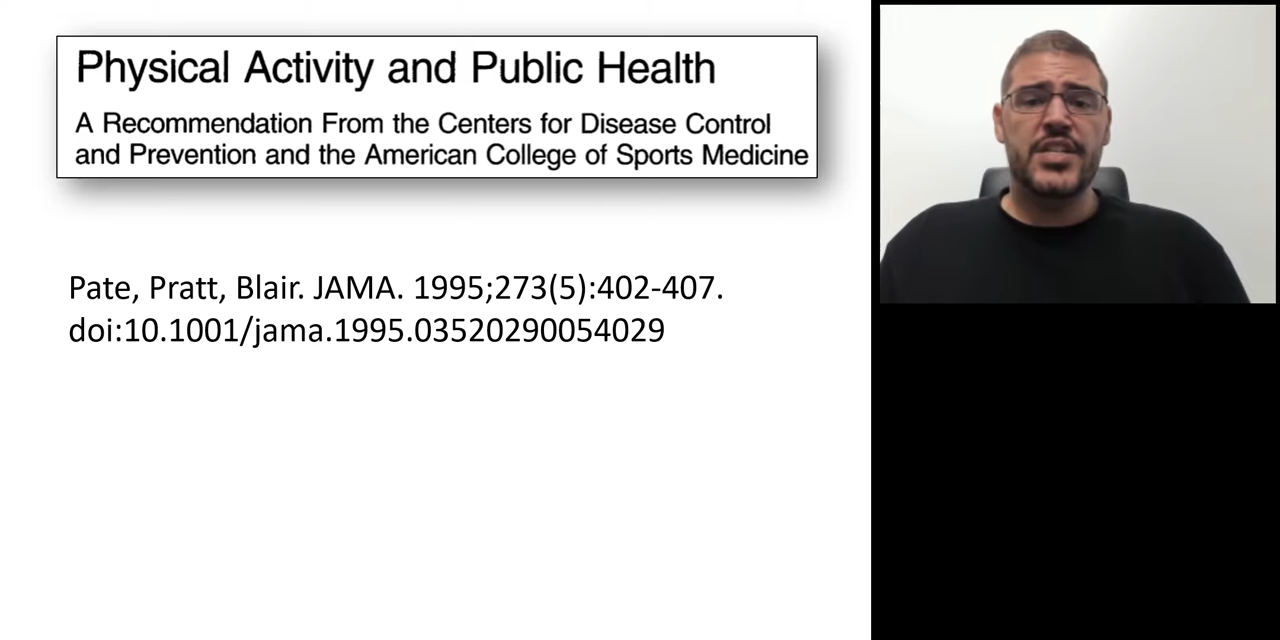 Physical Activity and Public Health
A Recommendation From the Centers for Disease Control
and Prevention and the American College of Sports Medicine
Pate, Pratt, Blair. JAMA. 1995;273(5):402-407.
doi:10.1001/jama.1995.03520290054029